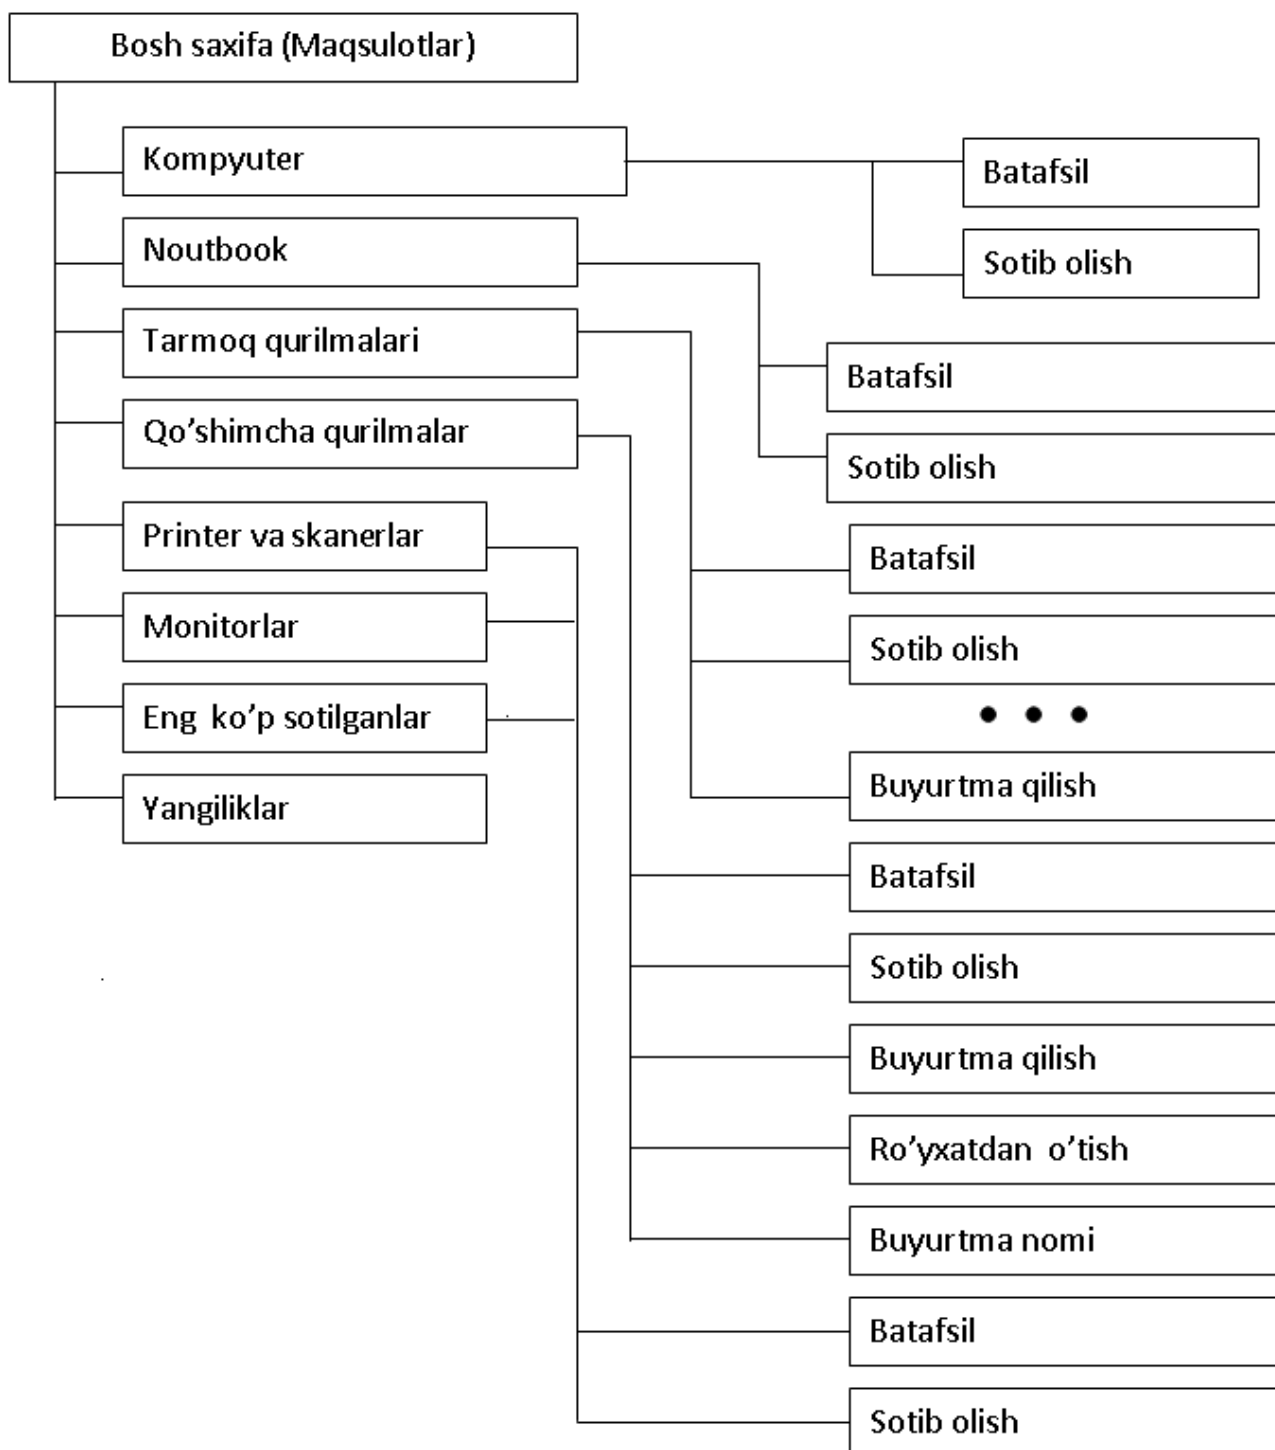 Bosh saxifa (Maqsulotlar)
Kompyuter
Noutbook
Tarmoq qurilmalari
Qo’shimcha qurilmalar
Printer va skanerlar
Monitorlar
Eng ko’p sotilganlar
Yangiliklar
Batafsil
Sotib olish
Batafsil
Sotib olish
Batafsil
Sotib olish
Buyurtma qilish
Batafsil
Sotib olish
Buyurtma qilish
Ro’yxatdan o’tish
Buyurtma nomi
Batafsil
Sotib olish